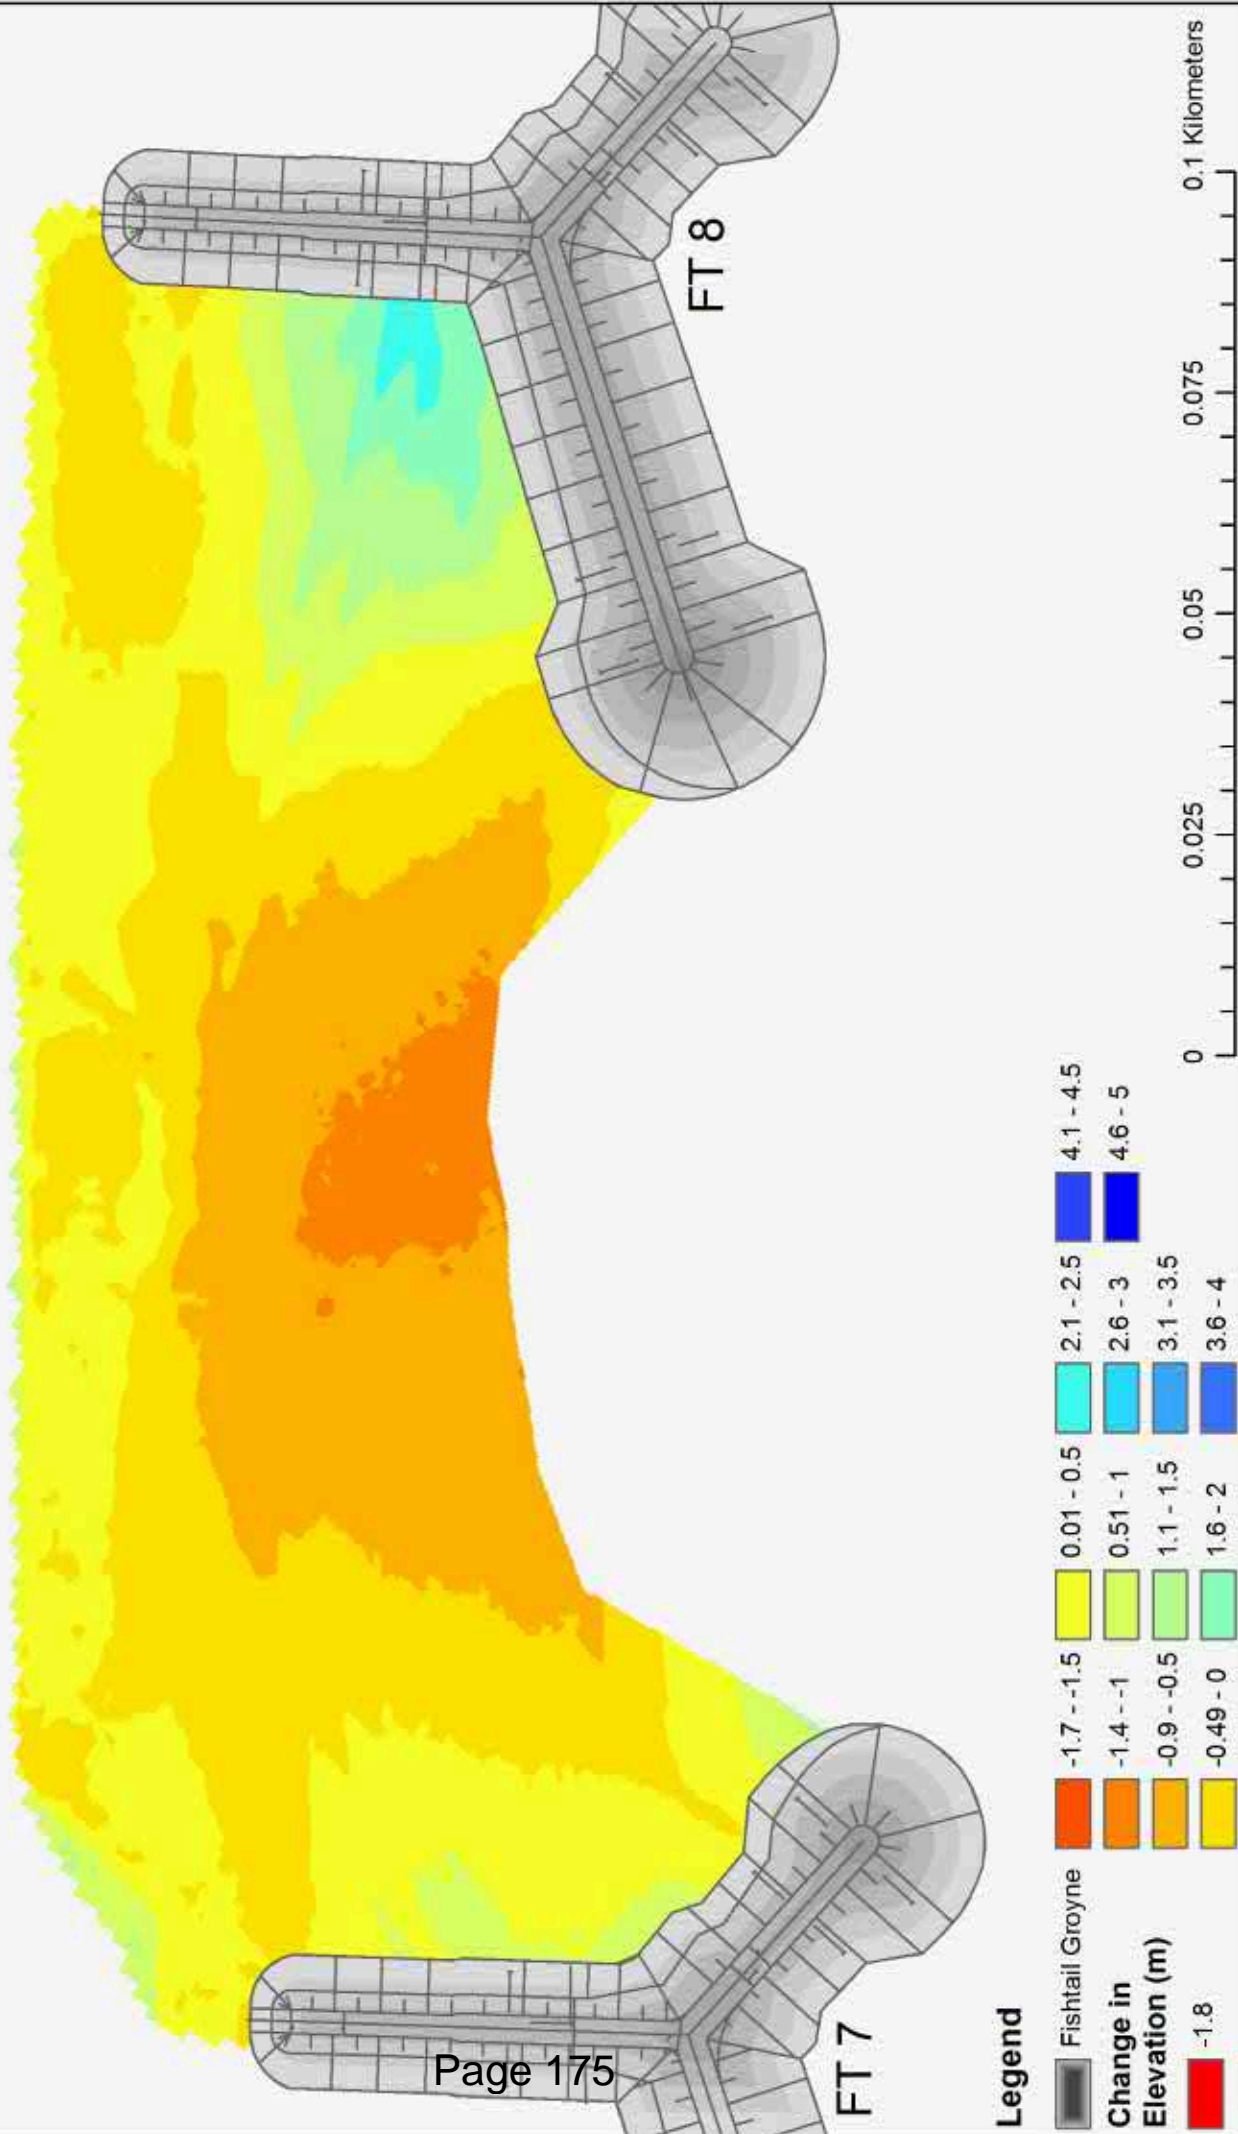 FT 7
FT 8
Legend
Fishtail Groyne
Change in
Elevation (m)
-1.8
-1.7 - -1.5
-1.4 - -1
-0.9 - -0.5
-0.49 - 0
0.01 - 0.5
0.51 - 1
1.1 - 1.5
1.6 - 2
2.1 - 2.5
2.6 - 3
3.1 - 3.5
3.6 - 4
4.1 - 4.5
4.6 - 5
0 0.025 0.05 0.075 0.1 Kilometers
Page 175